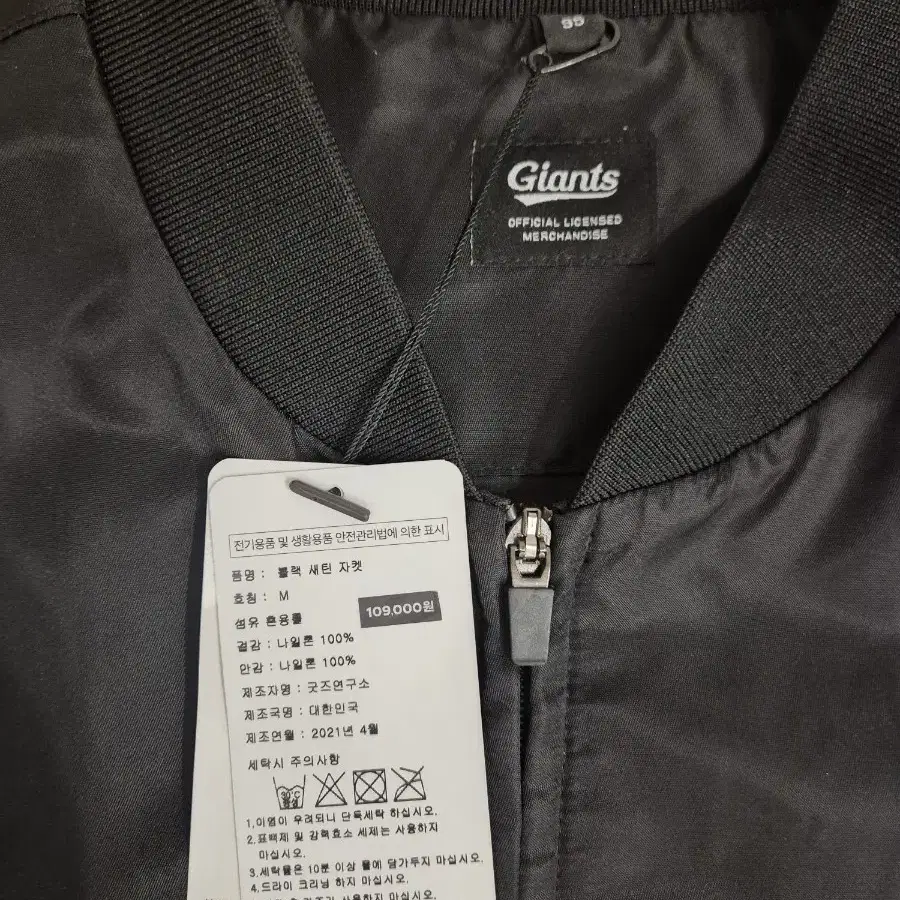 95
Giants
OFFICIAL LICENSED
MERCHANDISE
전기용품 및 생활용품 안전관리법에 의한 표시
품명 : 블랙 새틴 자켓
호칭 : M
109,000원
섬유 혼용률
겉감 : 나일론 100%
안감 : 나일론 100%
제조자명 : 굿즈연구소
제조국명 : 대한민국
제조연월 : 2021년 4월
세탁시 주의사항
30°C
중성
1,이염이 우려되니 단독세탁 하십시오.
2.표백제 및 강력효소 세제는 사용하지
마십시오.
3.세탁물은 10분 이상 물에 담가두지 마십시오.
4.드라이 크리닝 하지 마십시오.